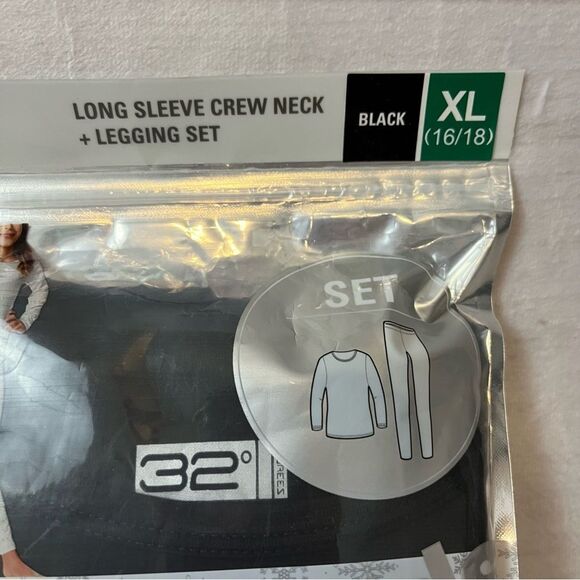 LONG SLEEVE CREW NECK
+ LEGGING SET
BLACK
XL
(16/18)
SET
32°